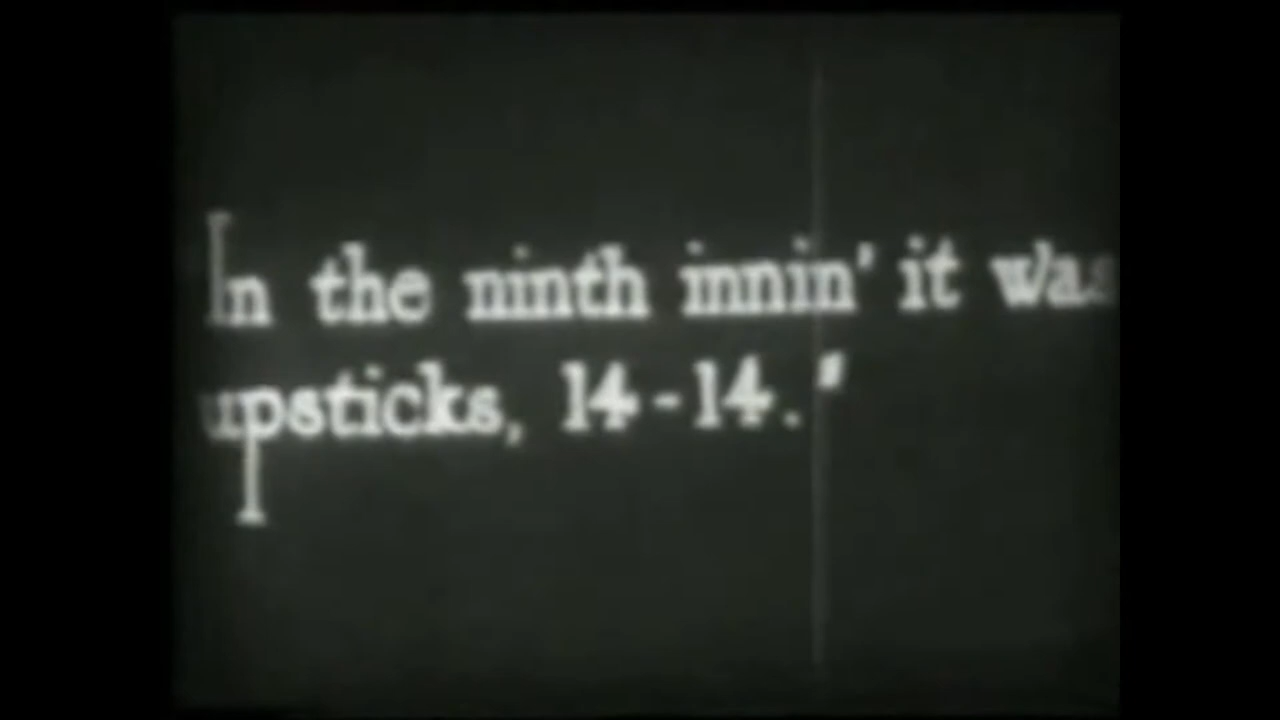 In the ninth innin' it was
upsticks, 14-14."